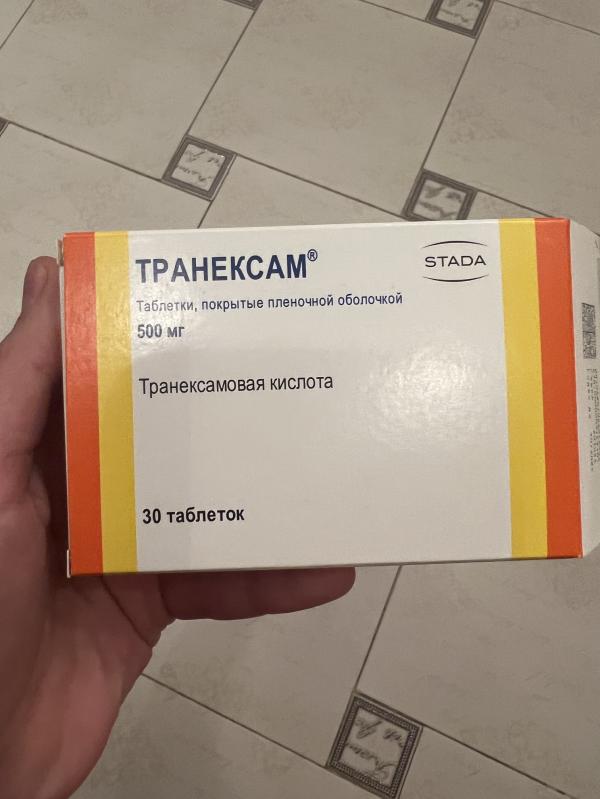 ТРАНЕКСАМ®
STADA
Таблетки, покрытые пленочной оболочкой
500 мг
Транексамовая кислота
30 таблеток